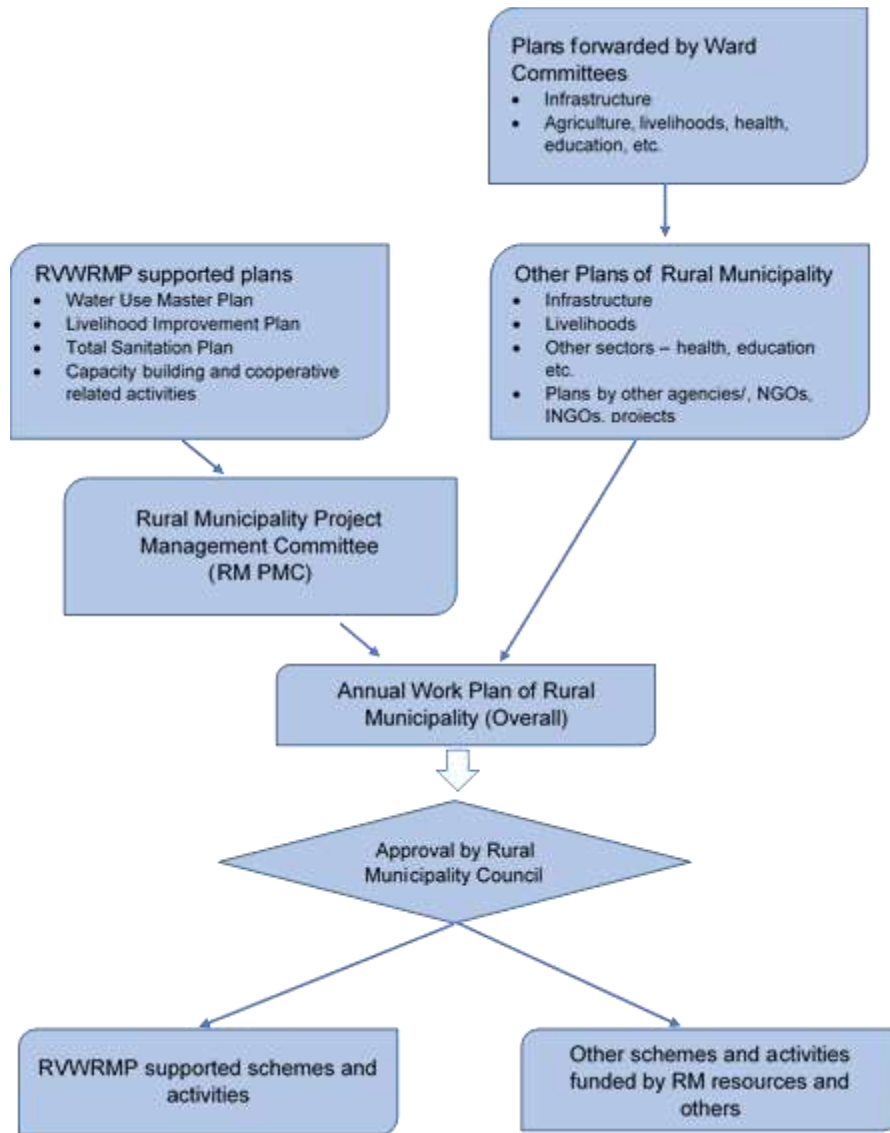 Plans forwarded by Ward
Committees
• Infrastructure
• Agriculture, livelihoods, health,
education, etc.
RVWRMP supported plans
• Water Use Master Plan
• Livelihood Improvement Plan
• Total Sanitation Plan
• Capacity building and cooperative
related activities
Other Plans of Rural Municipality
• Infrastructure
• Livelihoods
• Other sectors – health, education
etc.
• Plans by other agencies/, NGOs,
INGOs, projects
Rural Municipality Project
Management Committee
(RM PMC)
Annual Work Plan of Rural
Municipality (Overall)
Approval by Rural
Municipality Council
RVWRMP supported schemes and
activities
Other schemes and activities
funded by RM resources and
others